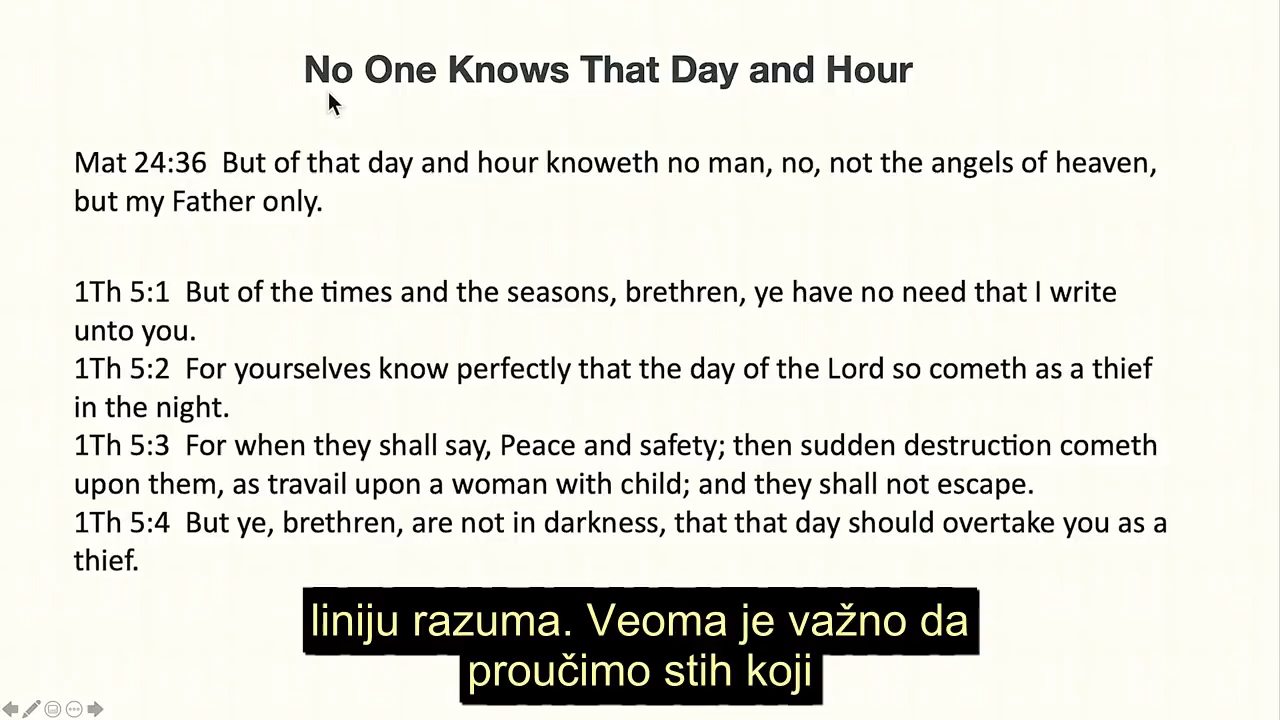 No One Knows That Day and Hour
Mat 24:36  But of that day and hour knoweth no man, no, not the angels of heaven,
but my Father only.
1Th 5:1  But of the times and the seasons, brethren, ye have no need that I write
unto you.
1Th 5:2  For yourselves know perfectly that the day of the Lord so cometh as a thief
in the night.
1Th 5:3  For when they shall say, Peace and safety; then sudden destruction cometh
upon them, as travail upon a woman with child; and they shall not escape.
1Th 5:4  But ye, brethren, are not in darkness, that that day should overtake you as a
thief.
liniju razuma. Veoma je važno da
proučimo stih koji